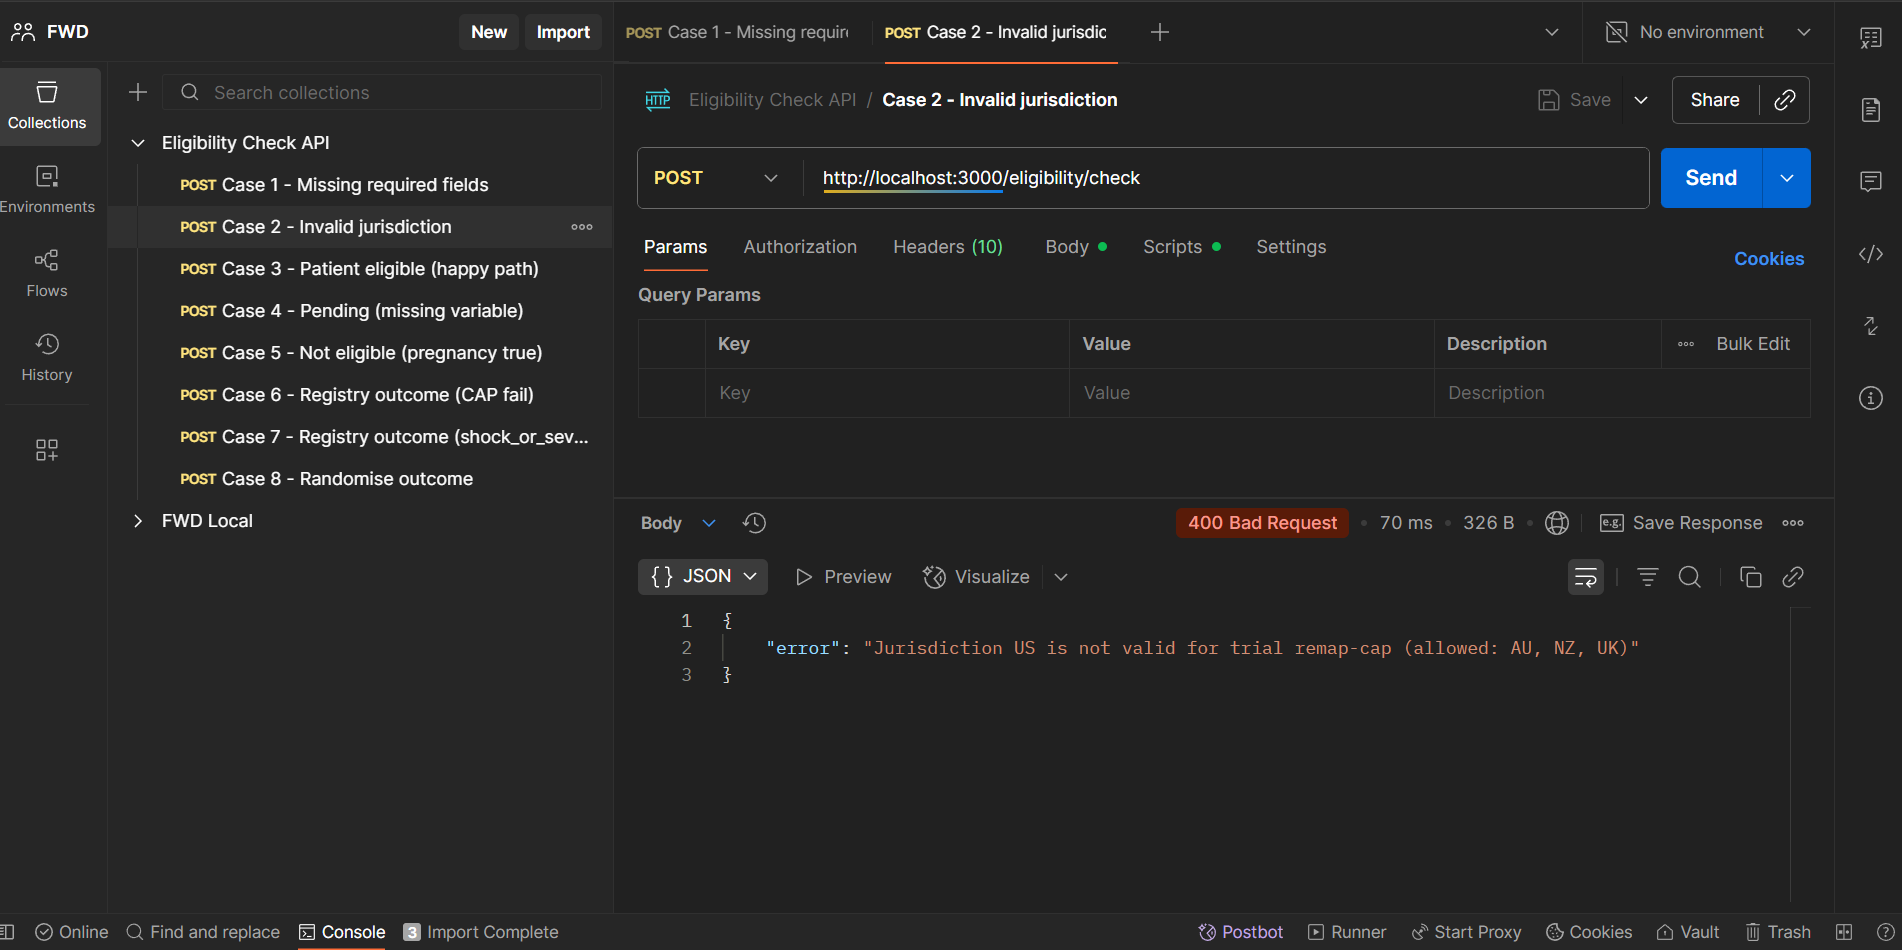 FWD
New
Import
POST Case 1 - Missing require
POST Case 2 - Invalid jurisdic
No environment
Collections
Search collections
Environments
Flows
History
Eligibility Check API
POST Case 1 - Missing required fields
POST Case 2 - Invalid jurisdiction
POST Case 3 - Patient eligible (happy path)
POST Case 4 - Pending (missing variable)
POST Case 5 - Not eligible (pregnancy true)
POST Case 6 - Registry outcome (CAP fail)
POST Case 7 - Registry outcome (shock_or_sev...
POST Case 8 - Randomise outcome
FWD Local
HTTP Eligibility Check API / Case 2 - Invalid jurisdiction
Save
Share
POST http://localhost:3000/eligibility/check
Send
Params Authorization Headers (10) Body Scripts Settings
Cookies
Query Params
Key Value Description Bulk Edit
Key Value Description
Body
400 Bad Request • 70 ms • 326 B • e.g. Save Response
{} JSON Preview Visualize
1 {
2 "error": "Jurisdiction US is not valid for trial remap-cap (allowed: AU, NZ, UK)"
3 }
Online Find and replace Console 3 Import Complete
Postbot Runner Start Proxy Cookies Vault Trash